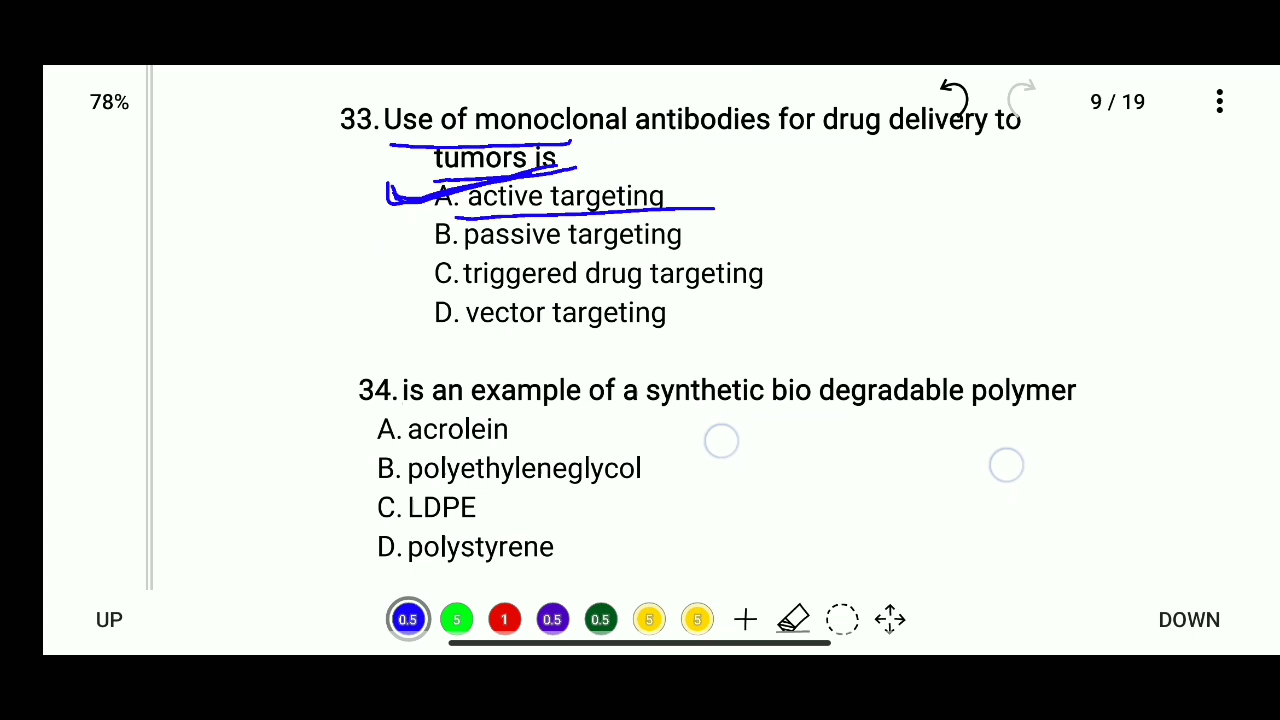 78%
9 / 19
33. Use of monoclonal antibodies for drug delivery to
tumors is
A. active targeting
B. passive targeting
C. triggered drug targeting
D. vector targeting
34. is an example of a synthetic bio degradable polymer
A. acrolein
B. polyethyleneglycol
C. LDPE
D. polystyrene
UP
0.5 5 1 0.5 0.5 5 5
DOWN